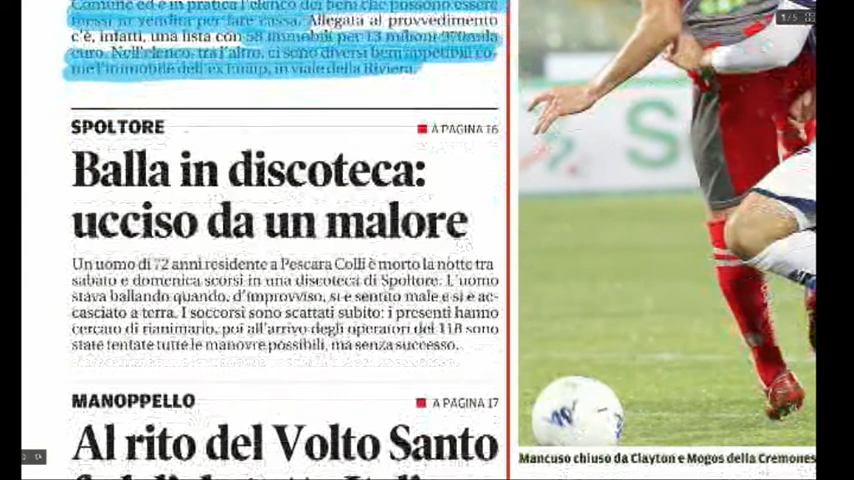 Comune ed è in pratica l'elenco dei beni che possono essere
messi in vendita per fare cassa. Allegata al provvedimento
c'è, infatti, una lista con 58 immobili per 13 milioni 970mila
euro. Nell'elenco, tra l'altro, ci sono diversi beni appetibili co-
me l'immobile dell'ex Enaip, in viale della Riviera.
SPOLTORE
A PAGINA 16
Balla in discoteca:
ucciso da un malore
Un uomo di 72 anni residente a Pescara Colli è morto la notte tra
sabato e domenica scorsi in una discoteca di Spoltore. L'uomo
stava ballando quando, d'improvviso, si è sentito male e si è ac-
casciato a terra. I soccorsi sono scattati subito: i presenti hanno
cercato di rianimarlo, poi all'arrivo degli operatori del 118 sono
state tentate tutte le manovre possibili, ma senza successo.
MANOPPELLO
A PAGINA 17
Al rito del Volto Santo
Mancuso chiuso da Clayton e Mogos della Cremones